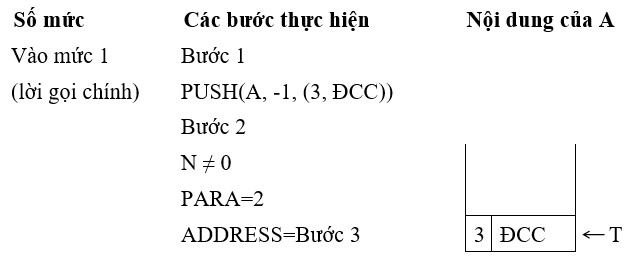 Số mức Các bước thực hiện Nội dung của A
Vào mức 1 Bước 1
(lời gọi chính) PUSH(A, -1, (3, ĐCC))
Bước 2
N ≠ 0
PARA=2
ADDRESS=Bước 3 3 ĐCC ←T